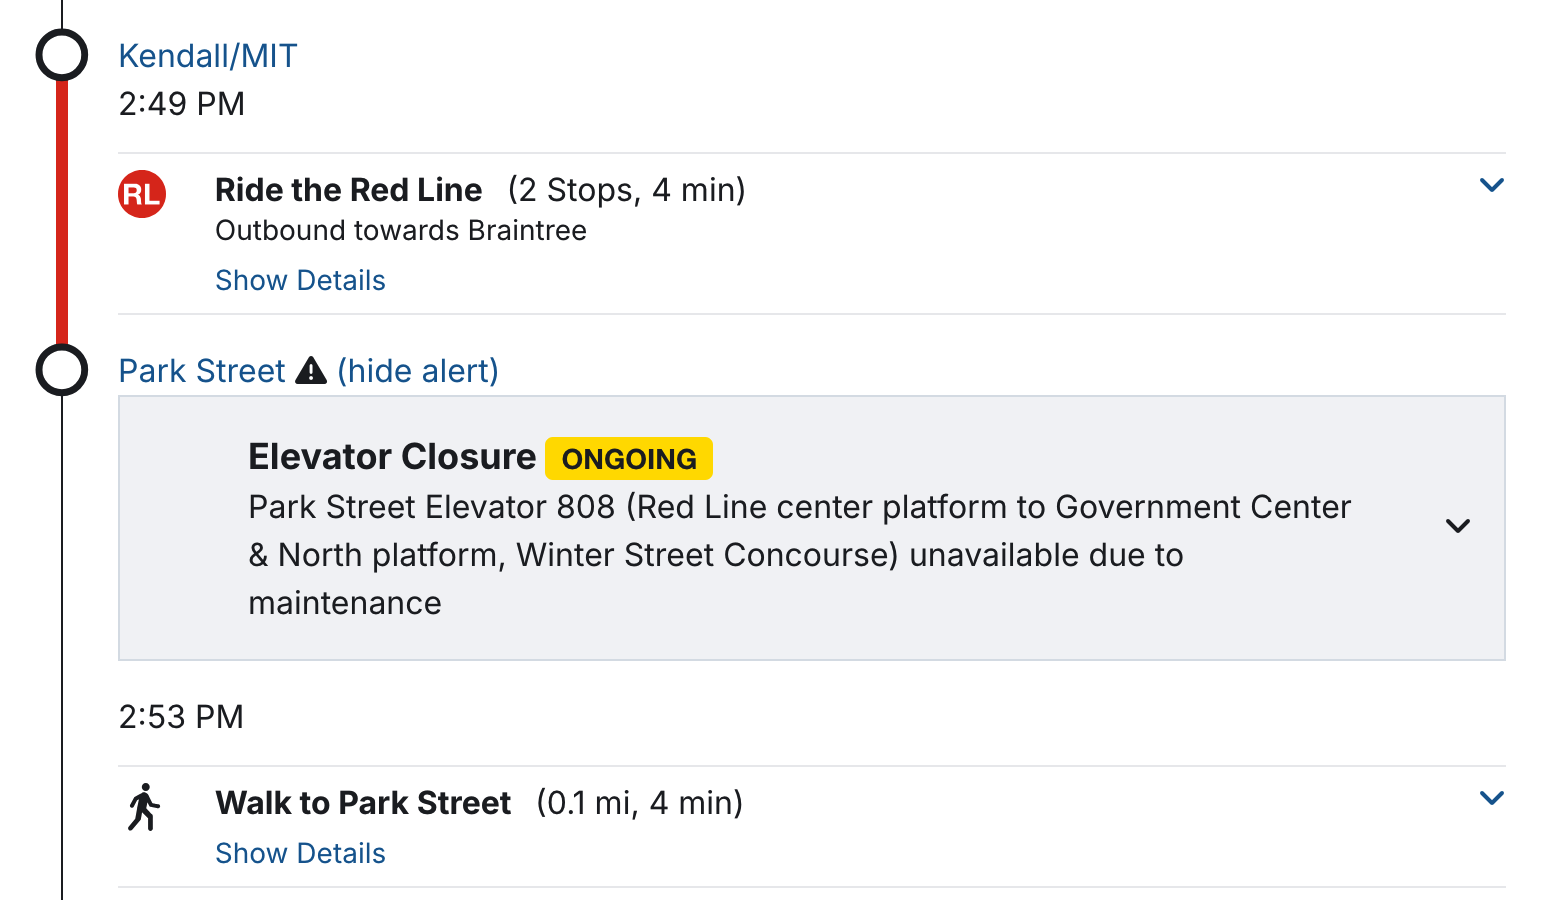 Kendall/MIT
2:49 PM
RL Ride the Red Line (2 Stops, 4 min)
Outbound towards Braintree
Show Details
Park Street (hide alert)
Elevator Closure ONGOING
Park Street Elevator 808 (Red Line center platform to Government Center
& North platform, Winter Street Concourse) unavailable due to
maintenance
2:53 PM
Walk to Park Street (0.1 mi, 4 min)
Show Details